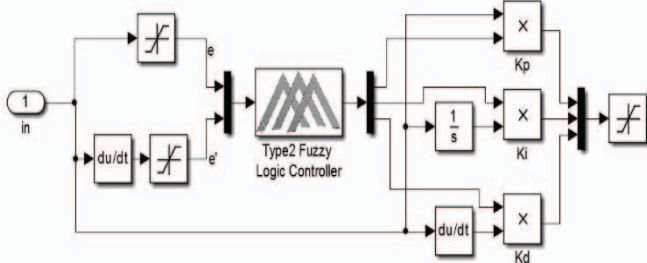 e
×
Kp
1
in
Type2 Fuzzy
Logic Controller
1
s
×
Ki
du/dt
e'
du/dt
×
Kd